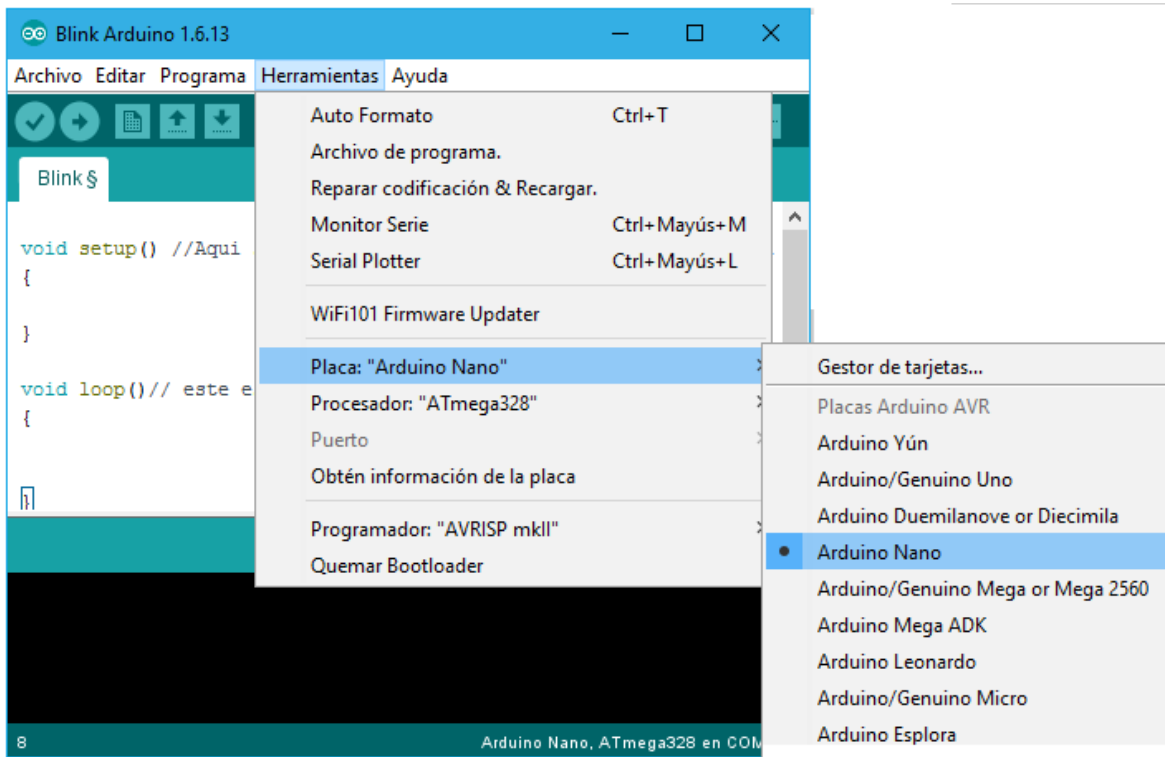 Blink Arduino 1.6.13
Archivo Editar Programa Herramientas Ayuda
Blink §
void setup() //Aqui
{
}
void loop()// este e
{
}
Auto Formato Ctrl+T
Archivo de programa.
Reparar codificación & Recargar.
Monitor Serie Ctrl+Mayús+M
Serial Plotter Ctrl+Mayús+L
WiFi101 Firmware Updater
Placa: "Arduino Nano"
Procesador: "ATmega328"
Puerto
Obtén información de la placa
Programador: "AVRISP mkII"
Quemar Bootloader
Gestor de tarjetas...
Placas Arduino AVR
Arduino Yún
Arduino/Genuino Uno
Arduino Duemilanove or Diecimila
Arduino Nano
Arduino/Genuino Mega or Mega 2560
Arduino Mega ADK
Arduino Leonardo
Arduino/Genuino Micro
Arduino Esplora
8 Arduino Nano, ATmega328 en COM